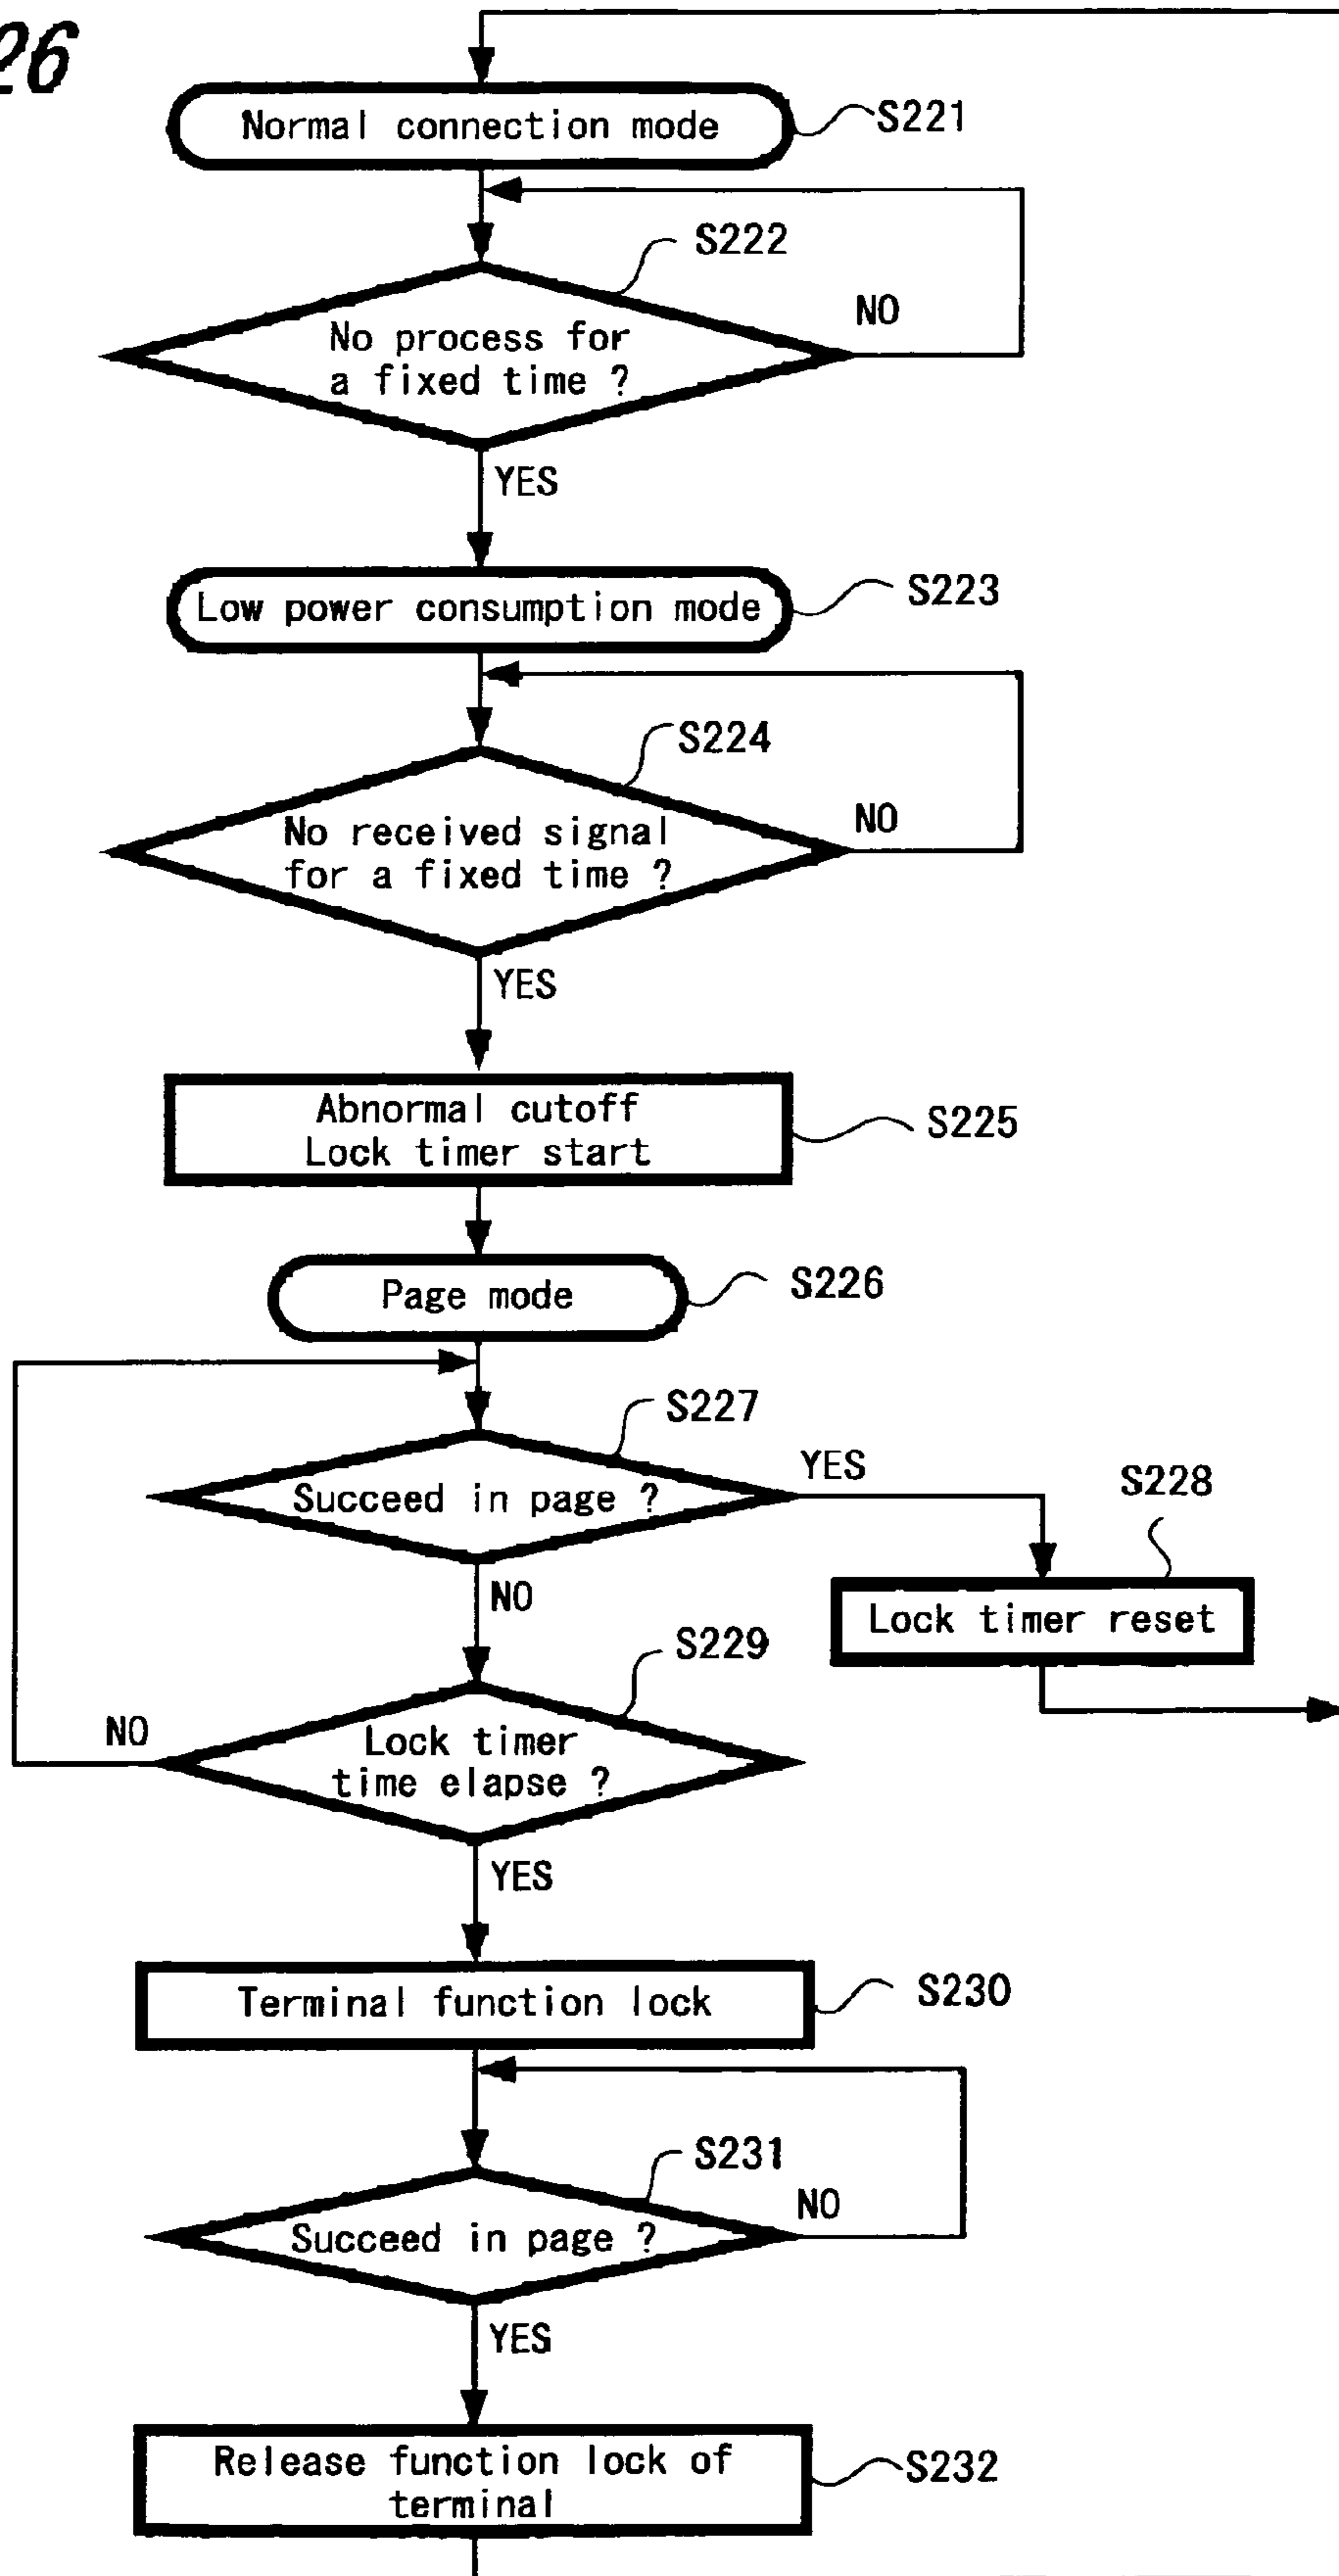 26
Normal connection mode
S221
S222
No process for
a fixed time ?
NO
YES
Low power consumption mode
S223
S224
No received signal
for a fixed time ?
NO
YES
Abnormal cutoff
Lock timer start
S225
Page mode
S226
S227
Succeed in page ?
YES
S228
NO
Lock timer reset
S229
Lock timer
time elapse ?
NO
YES
Terminal function lock
S230
S231
Succeed in page ?
NO
YES
Release function lock of
terminal
S232